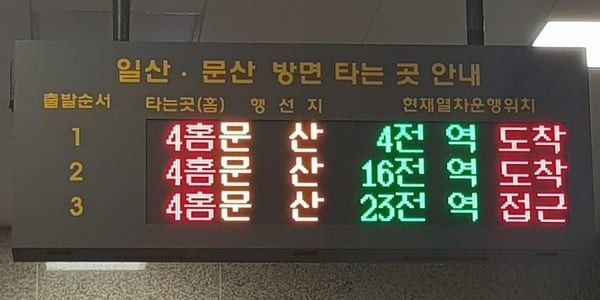 일산 · 문산 방면 타는 곳 안내
출발순서 타는곳(홈) 행 선 지 현재열차운행위치
1 4홈 문 산 4전 역 도착
2 4홈 문 산 16전 역 도착
3 4홈 문 산 23전 역 접근